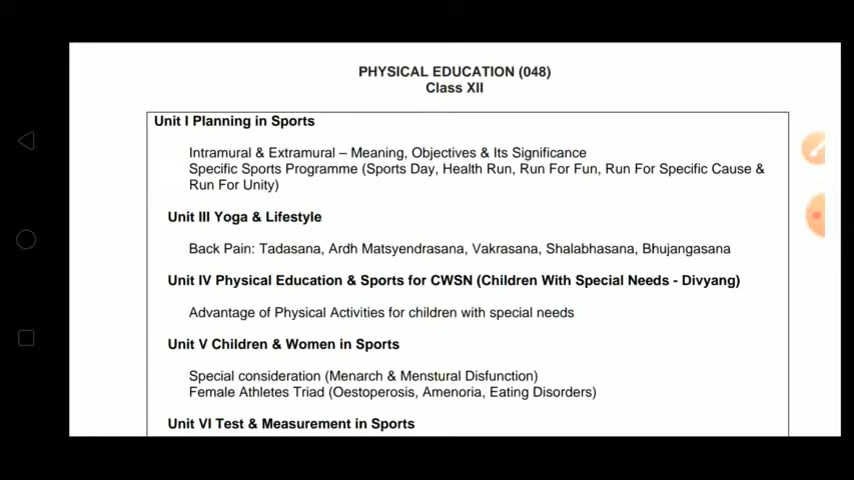 PHYSICAL EDUCATION (048)
Class XII
Unit I Planning in Sports
Intramural & Extramural – Meaning, Objectives & Its Significance
Specific Sports Programme (Sports Day, Health Run, Run For Fun, Run For Specific Cause &
Run For Unity)
Unit III Yoga & Lifestyle
Back Pain: Tadasana, Ardh Matsyendrasana, Vakrasana, Shalabhasana, Bhujangasana
Unit IV Physical Education & Sports for CWSN (Children With Special Needs - Divyang)
Advantage of Physical Activities for children with special needs
Unit V Children & Women in Sports
Special consideration (Menarch & Menstural Disfunction)
Female Athletes Triad (Oestoperosis, Amenoria, Eating Disorders)
Unit VI Test & Measurement in Sports